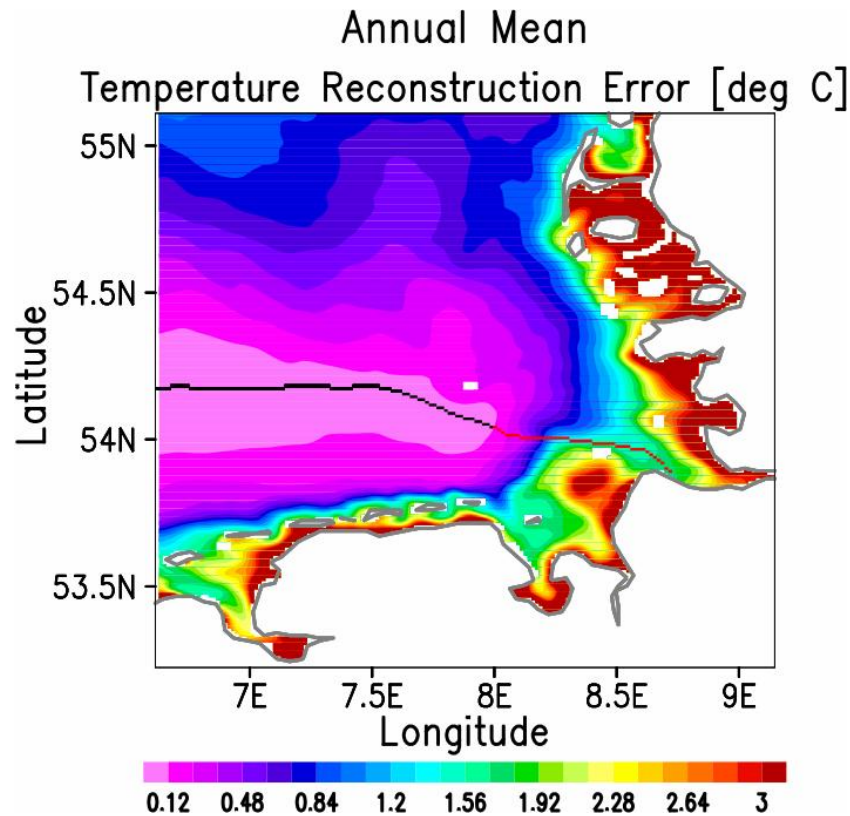 Annual Mean
Temperature Reconstruction Error [deg C]
55N
54.5N
54N
53.5N
Latitude
7E 7.5E 8E 8.5E 9E
Longitude
0.12 0.48 0.84 1.2 1.56 1.92 2.28 2.64 3